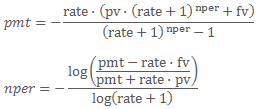 pmt = − rate · (pv · (rate + 1)^nper + fv) / ((rate + 1)^nper − 1)
nper = − log((pmt − rate · fv) / (pmt + rate · pv)) / log(rate + 1)